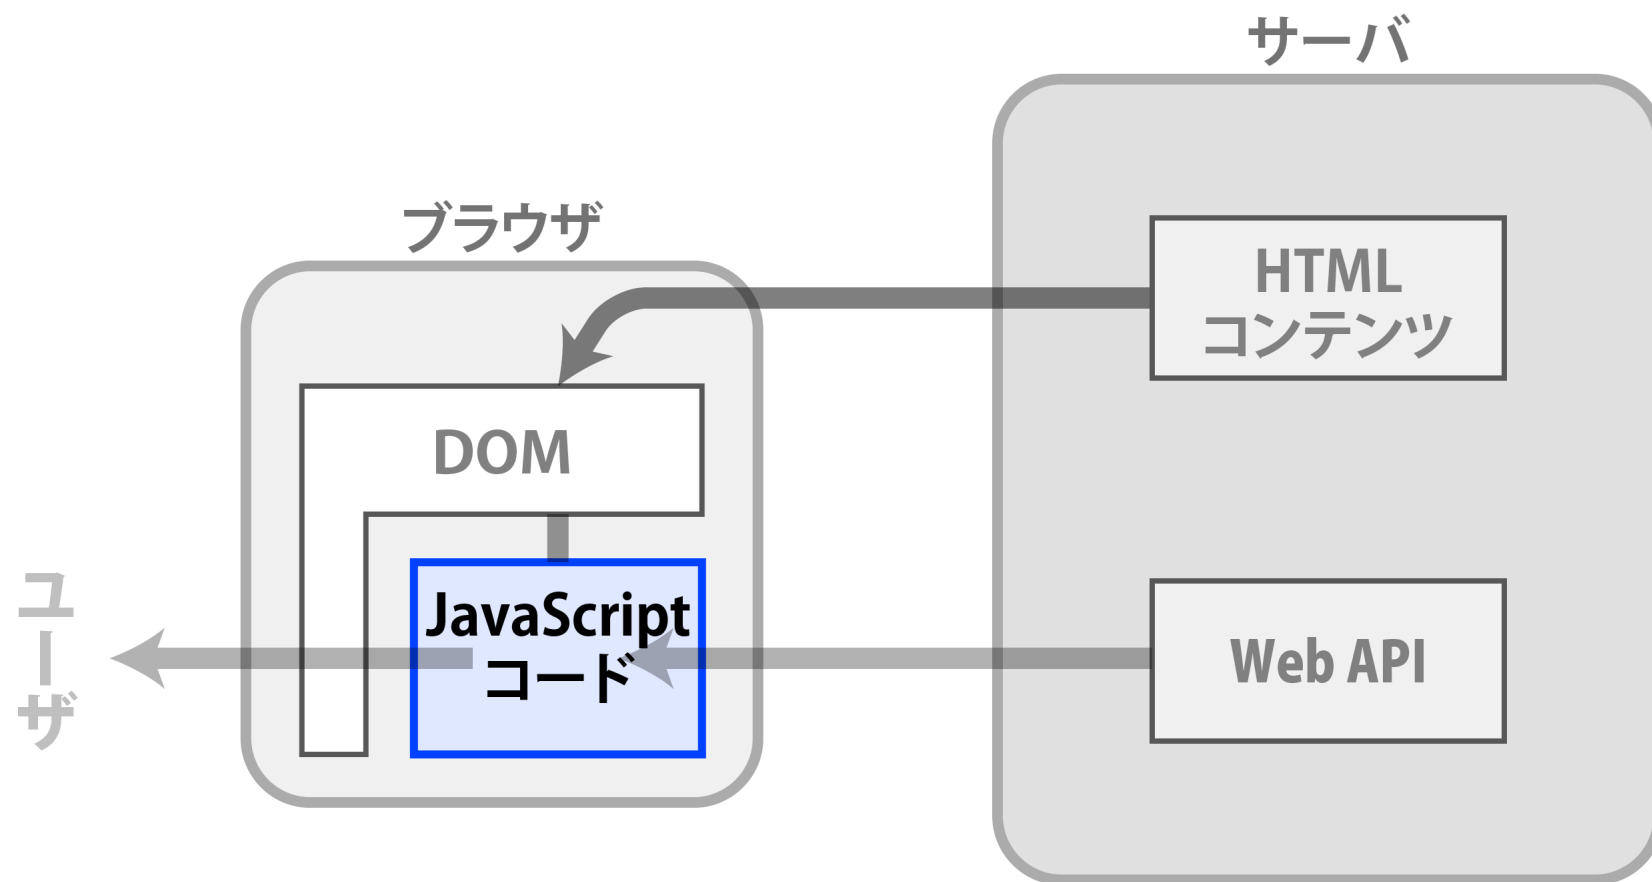 サーバ
ブラウザ
HTML
コンテンツ
DOM
JavaScript
コード
Web API
ユーザ